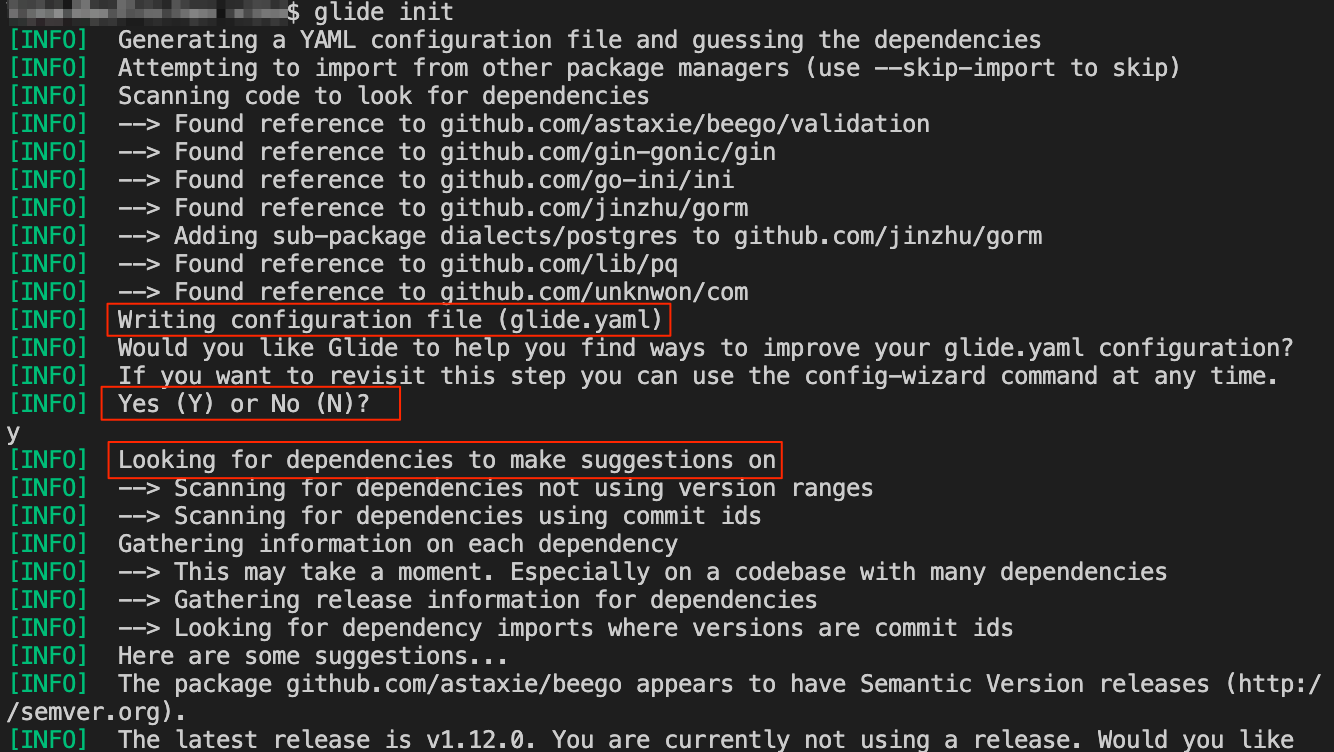 $ glide init
[INFO] Generating a YAML configuration file and guessing the dependencies
[INFO] Attempting to import from other package managers (use --skip-import to skip)
[INFO] Scanning code to look for dependencies
[INFO] --> Found reference to github.com/astaxie/beego/validation
[INFO] --> Found reference to github.com/gin-gonic/gin
[INFO] --> Found reference to github.com/go-ini/ini
[INFO] --> Found reference to github.com/jinzhu/gorm
[INFO] --> Adding sub-package dialects/postgres to github.com/jinzhu/gorm
[INFO] --> Found reference to github.com/lib/pq
[INFO] --> Found reference to github.com/unknwon/com
[INFO] Writing configuration file (glide.yaml)
[INFO] Would you like Glide to help you find ways to improve your glide.yaml configuration?
[INFO] If you want to revisit this step you can use the config-wizard command at any time.
[INFO] Yes (Y) or No (N)?
y
[INFO] Looking for dependencies to make suggestions on
[INFO] --> Scanning for dependencies not using version ranges
[INFO] --> Scanning for dependencies using commit ids
[INFO] Gathering information on each dependency
[INFO] --> This may take a moment. Especially on a codebase with many dependencies
[INFO] --> Gathering release information for dependencies
[INFO] --> Looking for dependency imports where versions are commit ids
[INFO] Here are some suggestions...
[INFO] The package github.com/astaxie/beego appears to have Semantic Version releases (http:/
/semver.org).
[INFO] The latest release is v1.12.0. You are currently not using a release. Would you like